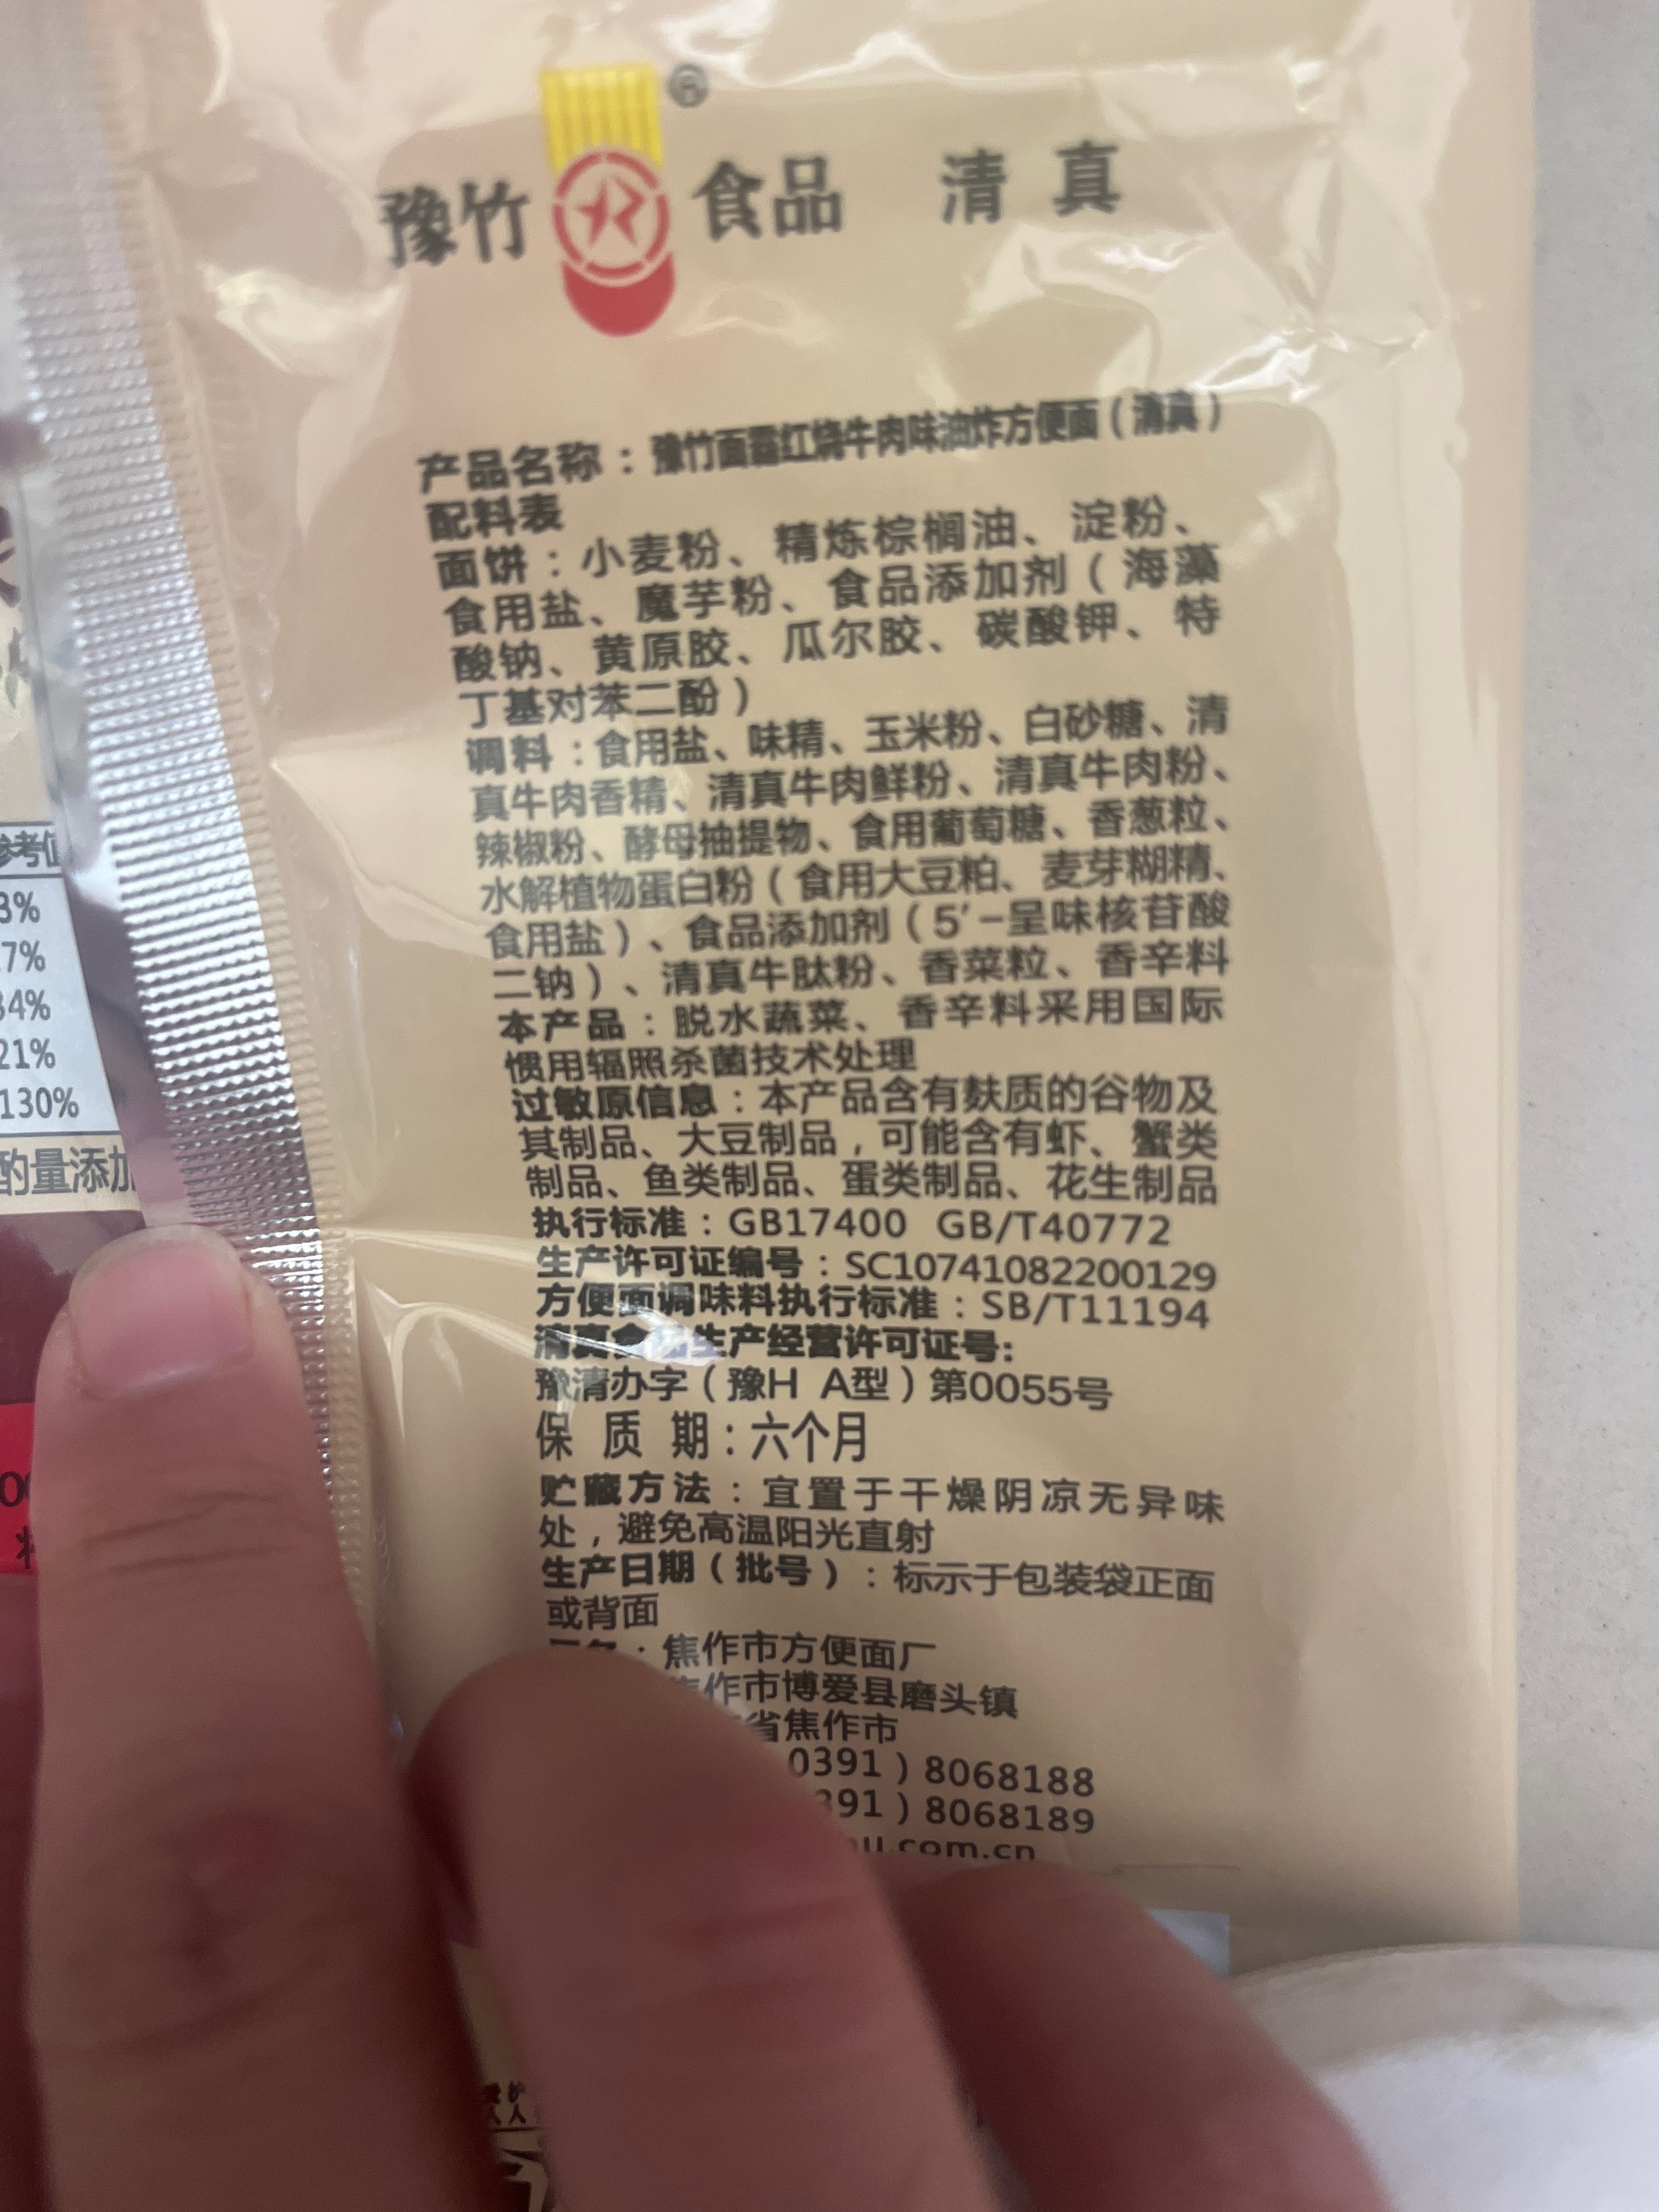 豫竹 食品 清真
产品名称：豫竹面霸红烧牛肉味油炸方便面（清真）
配料表
面饼：小麦粉、精炼棕榈油、淀粉、
食用盐、魔芋粉、食品添加剂（海藻
酸钠、黄原胶、瓜尔胶、碳酸钾、特
丁基对苯二酚）
调料：食用盐、味精、玉米粉、白砂糖、清
真牛肉香精、清真牛肉鲜粉、清真牛肉粉、
辣椒粉、酵母抽提物、食用葡萄糖、香葱粒、
水解植物蛋白粉（食用大豆粕、麦芽糊精、
食用盐）、食品添加剂（5′-呈味核苷酸
二钠）、清真牛肽粉、香菜粒、香辛料
本产品：脱水蔬菜、香辛料采用国际
惯用辐照杀菌技术处理
过敏原信息：本产品含有麸质的谷物及
其制品、大豆制品，可能含有虾、蟹类
制品、鱼类制品、蛋类制品、花生制品
执行标准：GB17400 GB/T40772
生产许可证编号：SC10741082200129
方便面调味料执行标准：SB/T11194
清真食品生产经营许可证号:
豫清办字（豫H A型）第0055号
保质期：六个月
贮藏方法：宜置于干燥阴凉无异味
处，避免高温阳光直射
生产日期（批号）：标示于包装袋正面
或背面
：焦作市方便面厂
作市博爱县磨头镇
省焦作市
0391）8068188
391）8068189
u.com.cn
参考值
3%
7%
34%
21%
130%
酌量添加